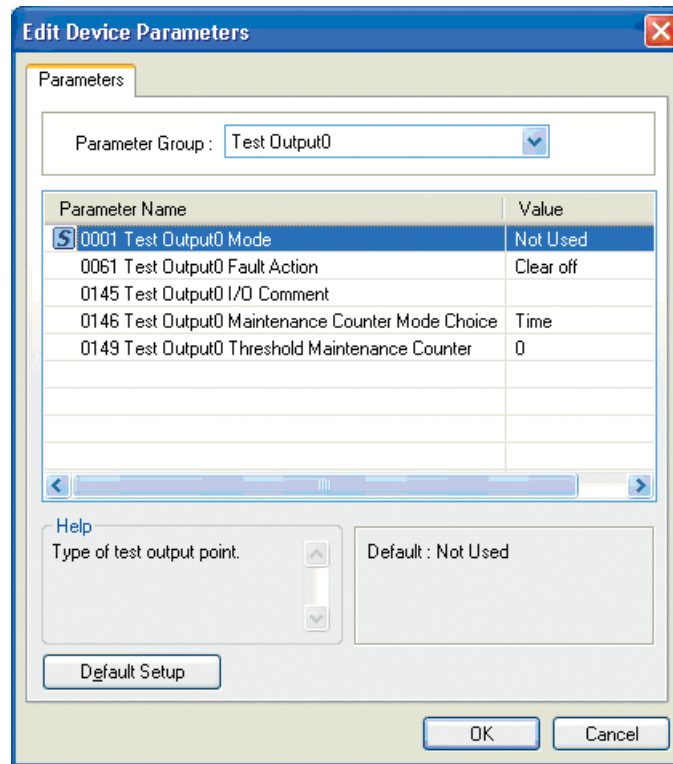 Edit Device Parameters
Parameters
Parameter Group : Test Output0
Parameter Name Value
S 0001 Test Output0 Mode Not Used
0061 Test Output0 Fault Action Clear off
0145 Test Output0 I/O Comment
0146 Test Output0 Maintenance Counter Mode Choice Time
0149 Test Output0 Threshold Maintenance Counter 0
Help
Type of test output point.
Default : Not Used
Default Setup
OK Cancel